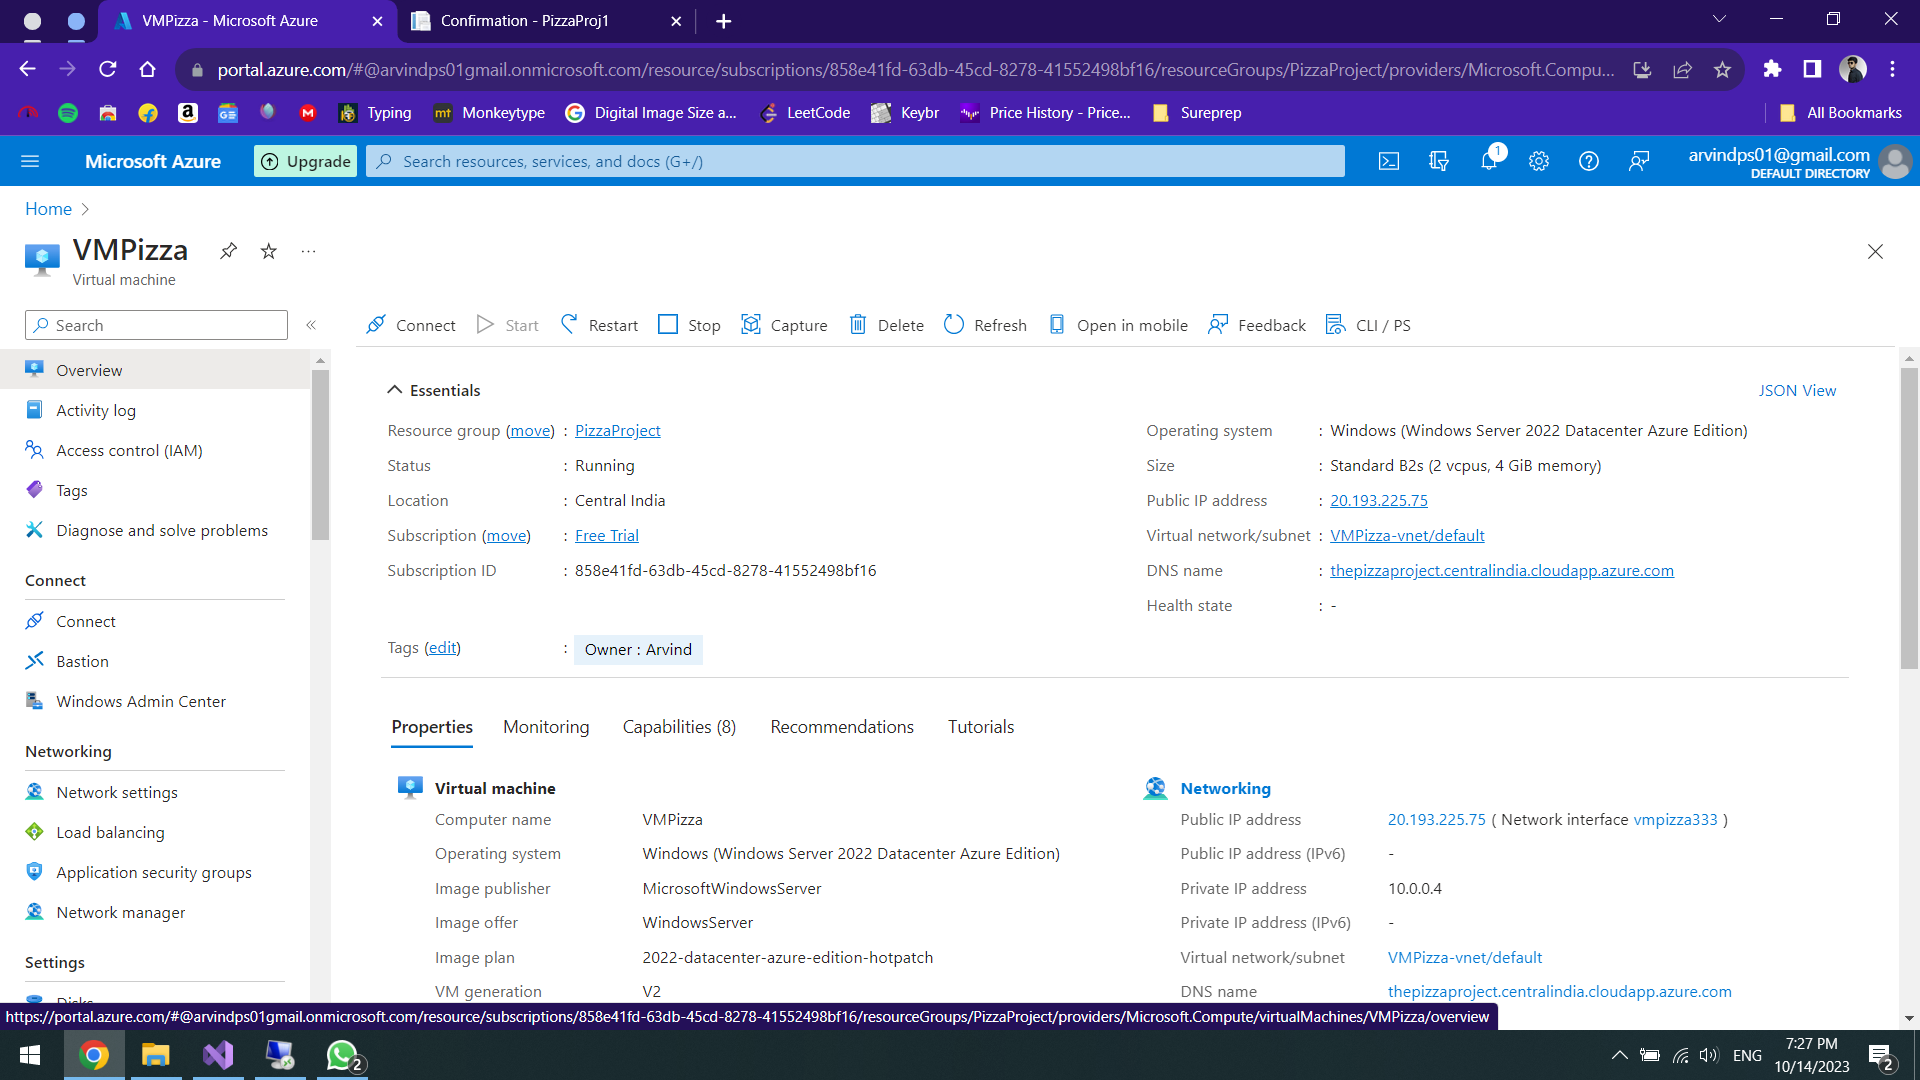 VMPizza - Microsoft Azure
Confirmation - PizzaProj1
portal.azure.com/#@arvindps01gmail.onmicrosoft.com/resource/subscriptions/858e41fd-63db-45cd-8278-41552498bf16/resourceGroups/PizzaProject/providers/Microsoft.Compu...
Typing
mt Monkeytype
Digital Image Size a...
LeetCode
Keybr
Price History - Price...
Sureprep
All Bookmarks
Microsoft Azure
Upgrade
Search resources, services, and docs (G+/)
1
arvindps01@gmail.com
DEFAULT DIRECTORY
Home
VMPizza
Virtual machine
Search
Connect
Start
Restart
Stop
Capture
Delete
Refresh
Open in mobile
Feedback
CLI / PS
Overview
Activity log
Access control (IAM)
Tags
Diagnose and solve problems
Connect
Connect
Bastion
Windows Admin Center
Networking
Network settings
Load balancing
Application security groups
Network manager
Settings
Disks
Essentials
JSON View
Resource group (move) : PizzaProject
Status : Running
Location : Central India
Subscription (move) : Free Trial
Subscription ID : 858e41fd-63db-45cd-8278-41552498bf16
Operating system : Windows (Windows Server 2022 Datacenter Azure Edition)
Size : Standard B2s (2 vcpus, 4 GiB memory)
Public IP address : 20.193.225.75
Virtual network/subnet : VMPizza-vnet/default
DNS name : thepizzaproject.centralindia.cloudapp.azure.com
Health state : -
Tags (edit) : Owner : Arvind
Properties
Monitoring
Capabilities (8)
Recommendations
Tutorials
Virtual machine
Computer name VMPizza
Operating system Windows (Windows Server 2022 Datacenter Azure Edition)
Image publisher MicrosoftWindowsServer
Image offer WindowsServer
Image plan 2022-datacenter-azure-edition-hotpatch
VM generation V2
Networking
Public IP address 20.193.225.75 ( Network interface vmpizza333 )
Public IP address (IPv6) -
Private IP address 10.0.0.4
Private IP address (IPv6) -
Virtual network/subnet VMPizza-vnet/default
DNS name thepizzaproject.centralindia.cloudapp.azure.com
https://portal.azure.com/#@arvindps01gmail.onmicrosoft.com/resource/subscriptions/858e41fd-63db-45cd-8278-41552498bf16/resourceGroups/PizzaProject/providers/Microsoft.Compute/virtualMachines/VMPizza/overview
2
ENG
7:27 PM
10/14/2023
2